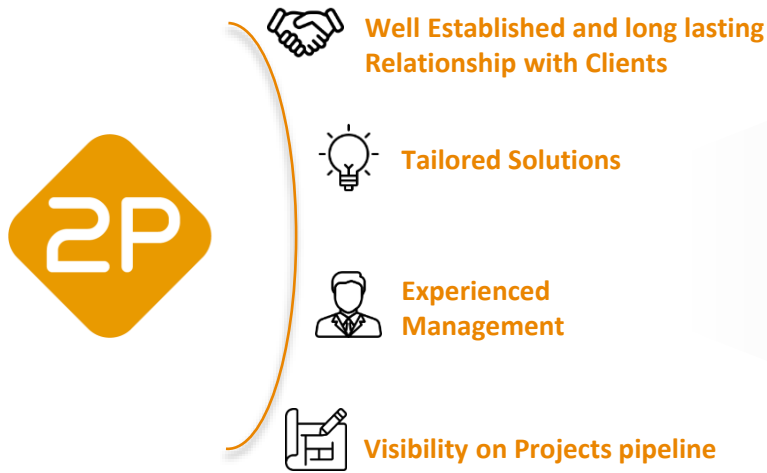 Well Established and long lasting
Relationship with Clients
Tailored Solutions
2P
Experienced
Management
Visibility on Projects pipeline